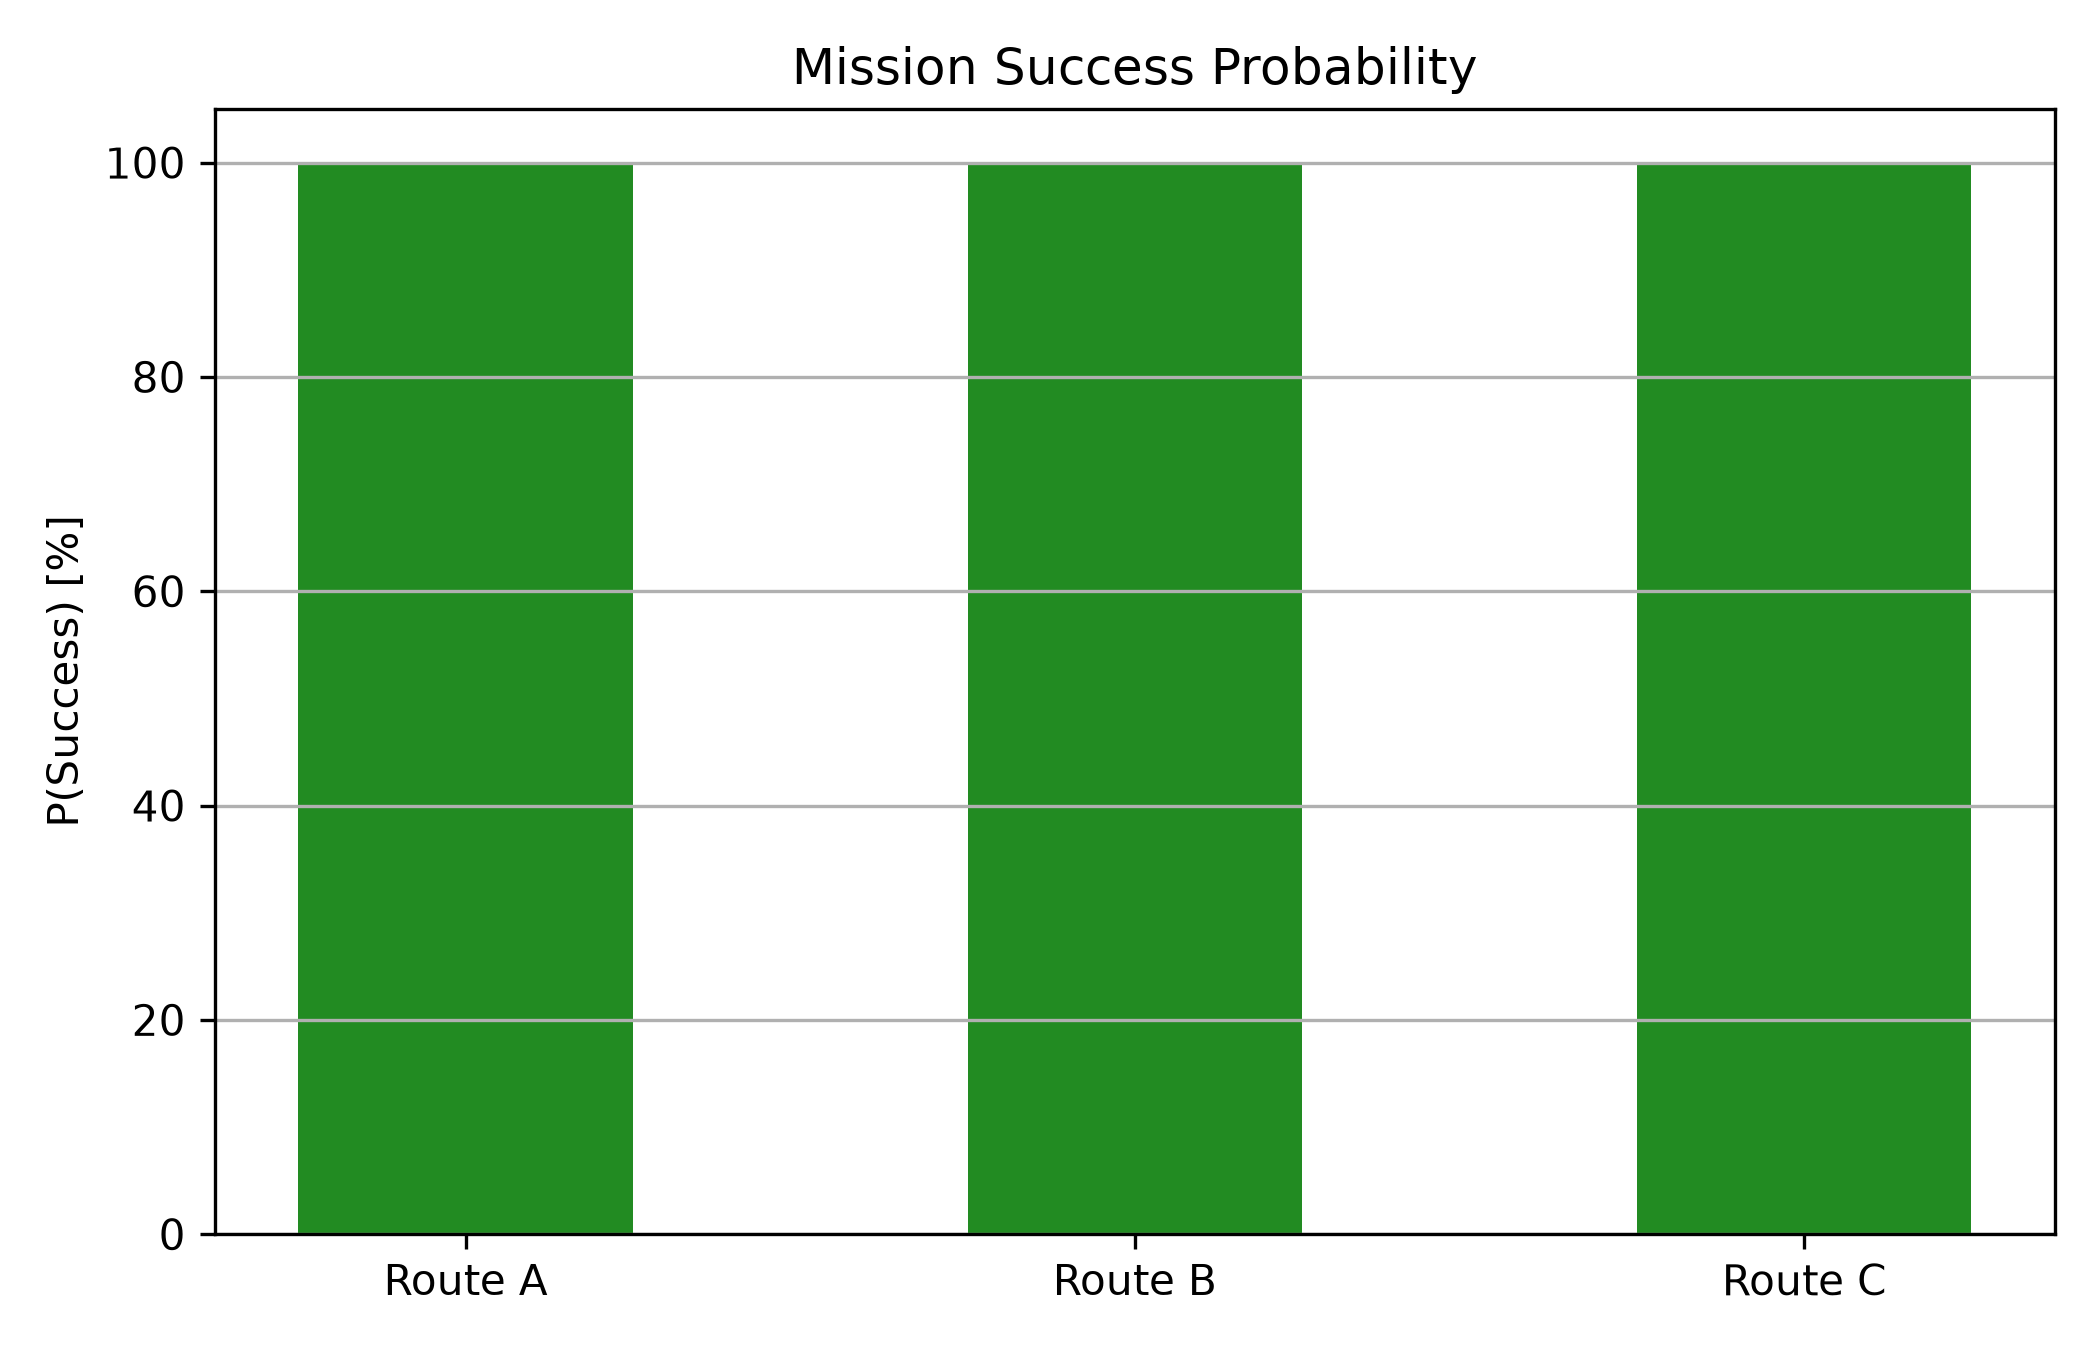 Mission Success Probability
P(Success) [%]
100
80
60
40
20
0
Route A
Route B
Route C